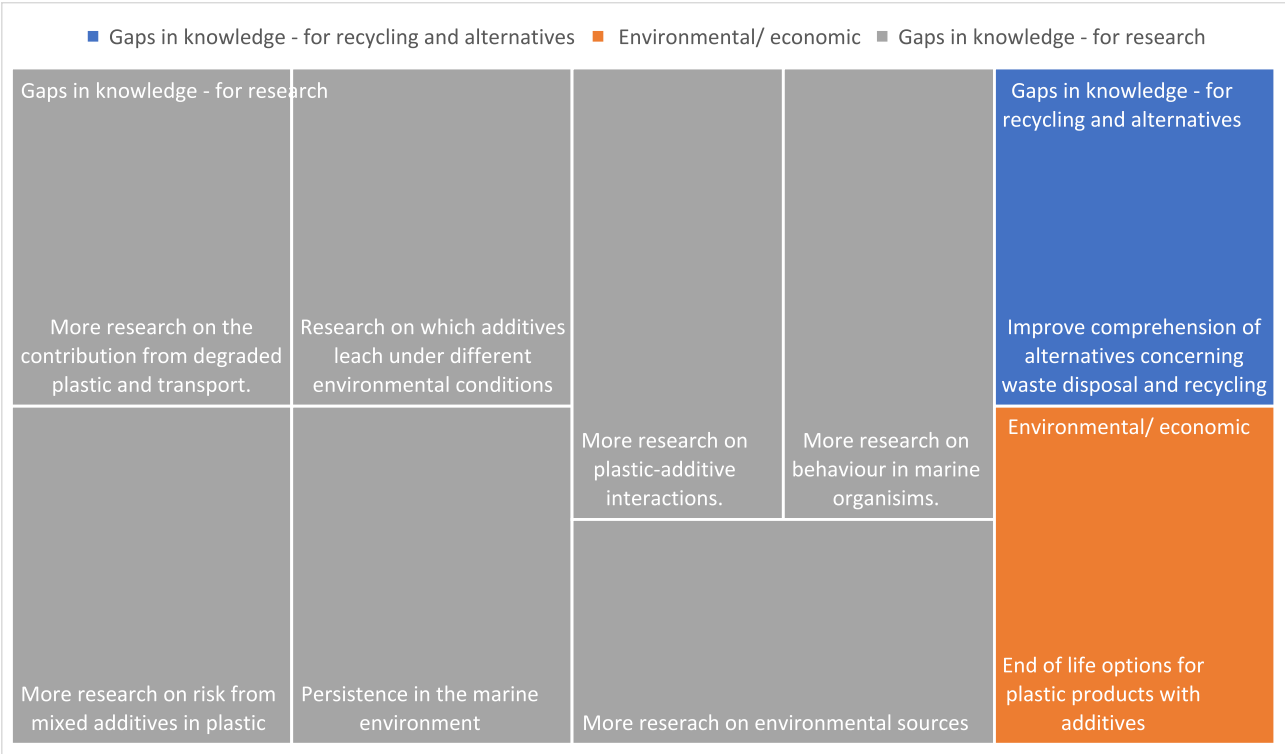 Gaps in knowledge - for recycling and alternatives Environmental/ economic Gaps in knowledge - for research
Gaps in knowledge - for research
More research on the
contribution from degraded
plastic and transport.
Research on which additives
leach under different
environmental conditions
More research on risk from
mixed additives in plastic
Persistence in the marine
environment
More research on
plastic-additive
interactions.
More research on
behaviour in marine
organisims.
More reserach on environmental sources
Gaps in knowledge - for
recycling and alternatives
Improve comprehension of
alternatives concerning
waste disposal and recycling
Environmental/ economic
End of life options for
plastic products with
additives